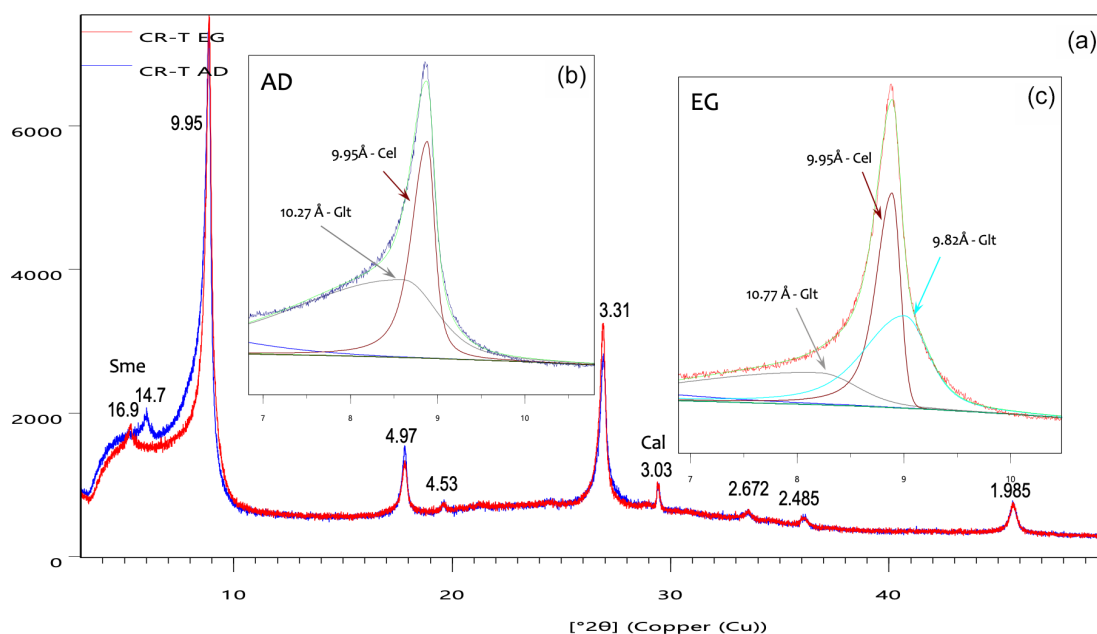 CR-T EG
CR-T AD
(a)
6000
4000
2000
0
10
20
30
40
[°2θ] (Copper (Cu))
9.95
Sme
16.9
14.7
4.97
4.53
3.31
Cal
3.03
2.672
2.485
1.985
AD
(b)
9.95Å - Cel
10.27 Å - Glt
7
8
9
10
EG
(c)
9.95Å - Cel
9.82Å - Glt
10.77 Å - Glt
7
8
9
10